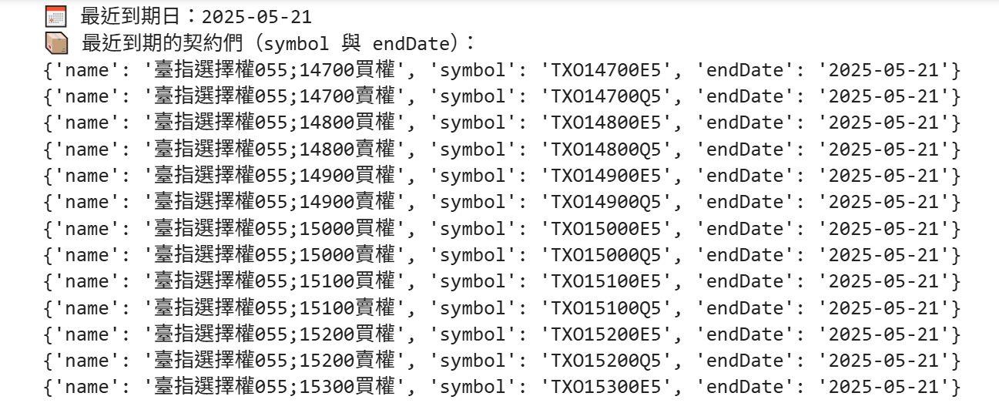 最近到期日：2025-05-21
最近到期的契約們（symbol 與 endDate）：
{'name': '臺指選擇權055;14700買權', 'symbol': 'TXO14700E5', 'endDate': '2025-05-21'}
{'name': '臺指選擇權055;14700賣權', 'symbol': 'TXO14700Q5', 'endDate': '2025-05-21'}
{'name': '臺指選擇權055;14800買權', 'symbol': 'TXO14800E5', 'endDate': '2025-05-21'}
{'name': '臺指選擇權055;14800賣權', 'symbol': 'TXO14800Q5', 'endDate': '2025-05-21'}
{'name': '臺指選擇權055;14900買權', 'symbol': 'TXO14900E5', 'endDate': '2025-05-21'}
{'name': '臺指選擇權055;14900賣權', 'symbol': 'TXO14900Q5', 'endDate': '2025-05-21'}
{'name': '臺指選擇權055;15000買權', 'symbol': 'TXO15000E5', 'endDate': '2025-05-21'}
{'name': '臺指選擇權055;15000賣權', 'symbol': 'TXO15000Q5', 'endDate': '2025-05-21'}
{'name': '臺指選擇權055;15100買權', 'symbol': 'TXO15100E5', 'endDate': '2025-05-21'}
{'name': '臺指選擇權055;15100賣權', 'symbol': 'TXO15100Q5', 'endDate': '2025-05-21'}
{'name': '臺指選擇權055;15200買權', 'symbol': 'TXO15200E5', 'endDate': '2025-05-21'}
{'name': '臺指選擇權055;15200賣權', 'symbol': 'TXO15200Q5', 'endDate': '2025-05-21'}
{'name': '臺指選擇權055;15300買權', 'symbol': 'TXO15300E5', 'endDate': '2025-05-21'}